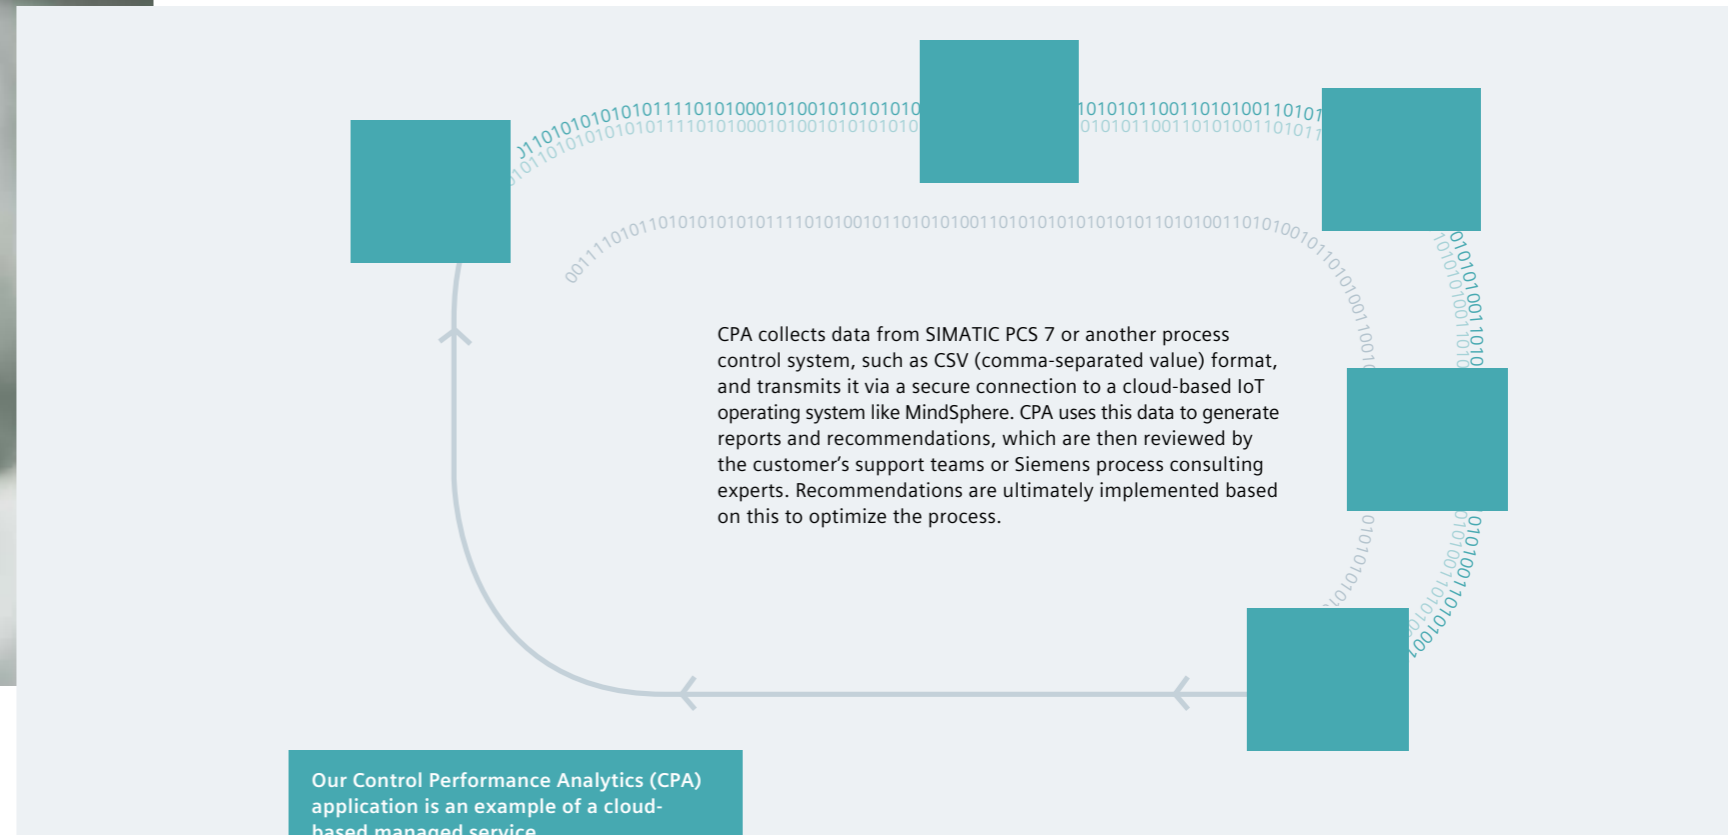 CPA collects data from SIMATIC PCS 7 or another process
control system, such as CSV (comma-separated value) format,
and transmits it via a secure connection to a cloud-based IoT
operating system like MindSphere. CPA uses this data to generate
reports and recommendations, which are then reviewed by
the customer's support teams or Siemens process consulting
experts. Recommendations are ultimately implemented based
on this to optimize the process.
Our Control Performance Analytics (CPA)
application is an example of a cloud-
based managed service